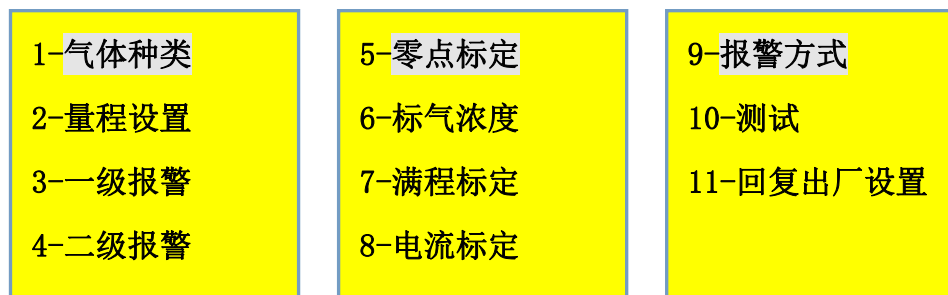 1-气体种类
2-量程设置
3-一级报警
4-二级报警
5-零点标定
6-标气浓度
7-满程标定
8-电流标定
9-报警方式
10-测试
11-回复出厂设置